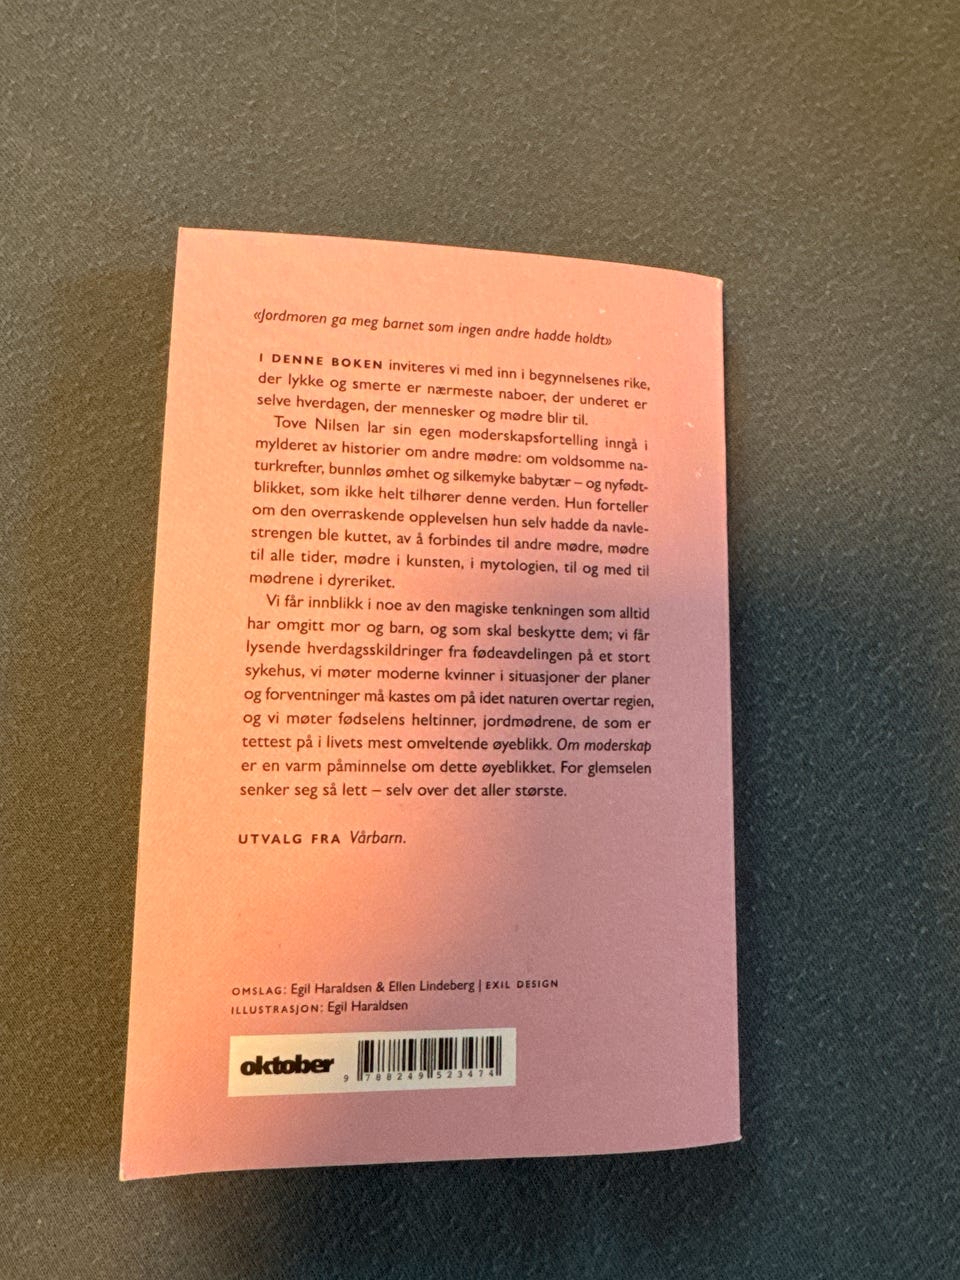 «Jordmoren ga meg barnet som ingen andre hadde holdt»
I DENNE BOKEN inviteres vi med inn i begynnelsenes rike,
der lykke og smerte er nærmeste naboer, der underet er
selve hverdagen, der mennesker og mødre blir til.
Tove Nilsen lar sin egen moderskapsfortelling inngå i
mylderet av historier om andre mødre: om voldsomme na-
turkrefter, bunnløs ømhet og silkemyke babytær – og nyfødt-
blikket, som ikke helt tilhører denne verden. Hun forteller
om den overraskende opplevelsen hun selv hadde da navle-
strengen ble kuttet, av å forbindes til andre mødre, mødre
til alle tider, mødre i kunsten, i mytologien, til og med til
mødrene i dyreriket.
Vi får innblikk i noe av den magiske tenkningen som alltid
har omgitt mor og barn, og som skal beskytte dem; vi får
lysende hverdagsskildringer fra fødeavdelingen på et stort
sykehus, vi møter moderne kvinner i situasjoner der planer
og forventninger må kastes om på idet naturen overtar regien,
og vi møter fødselens heltinner, jordmødrene, de som er
tettest på i livets mest omveltende øyeblikk. Om moderskap
er en varm påminnelse om dette øyeblikket. For glemselen
senker seg så lett – selv over det aller største.
UTVALG FRA Vårbarn.
OMSLAG: Egil Haraldsen & Ellen Lindeberg | EXIL DESIGN
ILLUSTRASJON: Egil Haraldsen
oktober
9 788249 523474